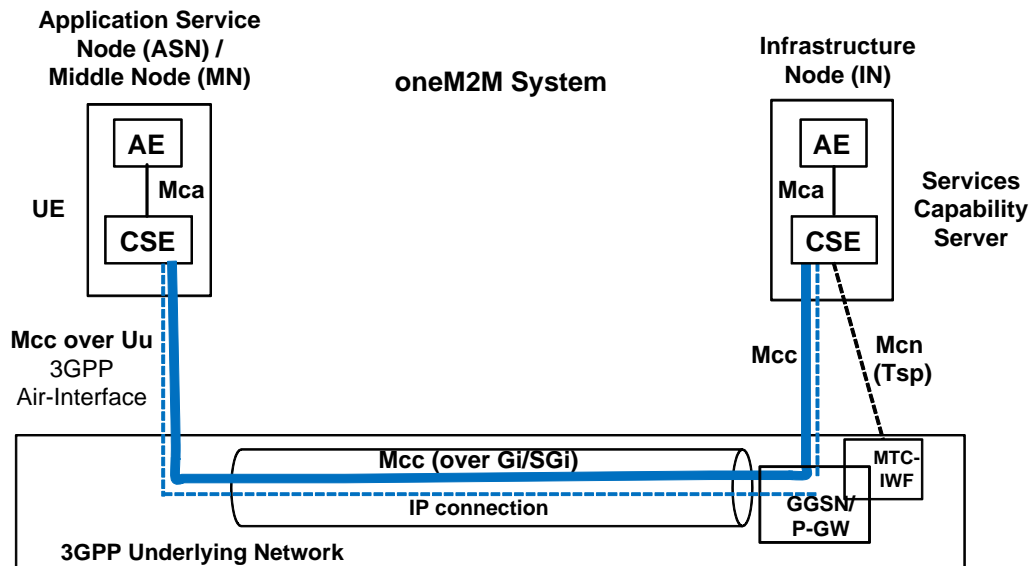 Application Service
Node (ASN) /
Middle Node (MN)
oneM2M System
Infrastructure
Node (IN)
AE
Mca
UE
CSE
AE
Mca
CSE
Services
Capability
Server
Mcc over Uu
3GPP
Air-Interface
Mcc
Mcn
(Tsp)
Mcc (over Gi/SGi)
IP connection
MTC-
IWF
GGSN/
P-GW
3GPP Underlying Network